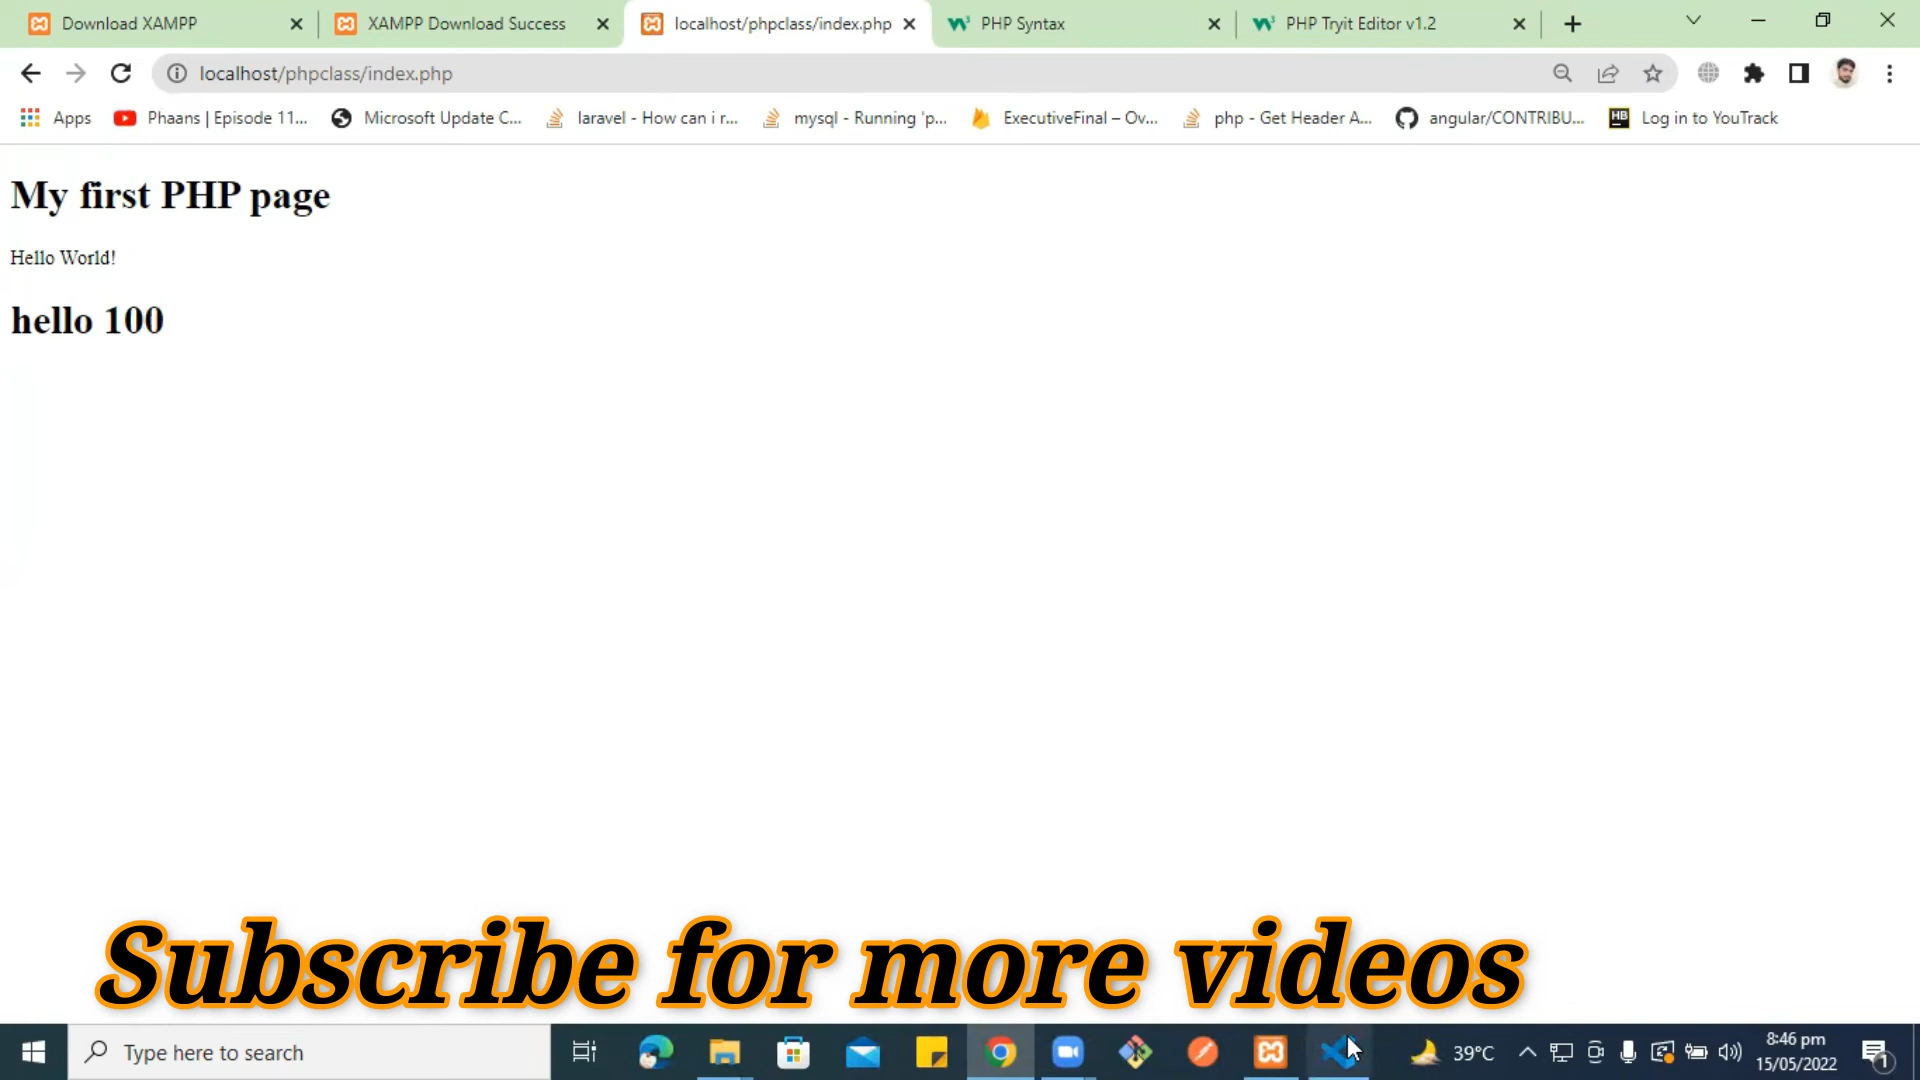 Download XAMPP
XAMPP Download Success
localhost/phpclass/index.php
PHP Syntax
PHP Tryit Editor v1.2
localhost/phpclass/index.php
Apps
Phaans | Episode 11...
Microsoft Update C...
laravel - How can i r...
mysql - Running 'p...
ExecutiveFinal – Ov...
php - Get Header A...
angular/CONTRIBU...
HB
Log in to YouTrack
My first PHP page
Hello World!
hello 100
Subscribe for more videos
Type here to search
39°C
8:46 pm
15/05/2022
1